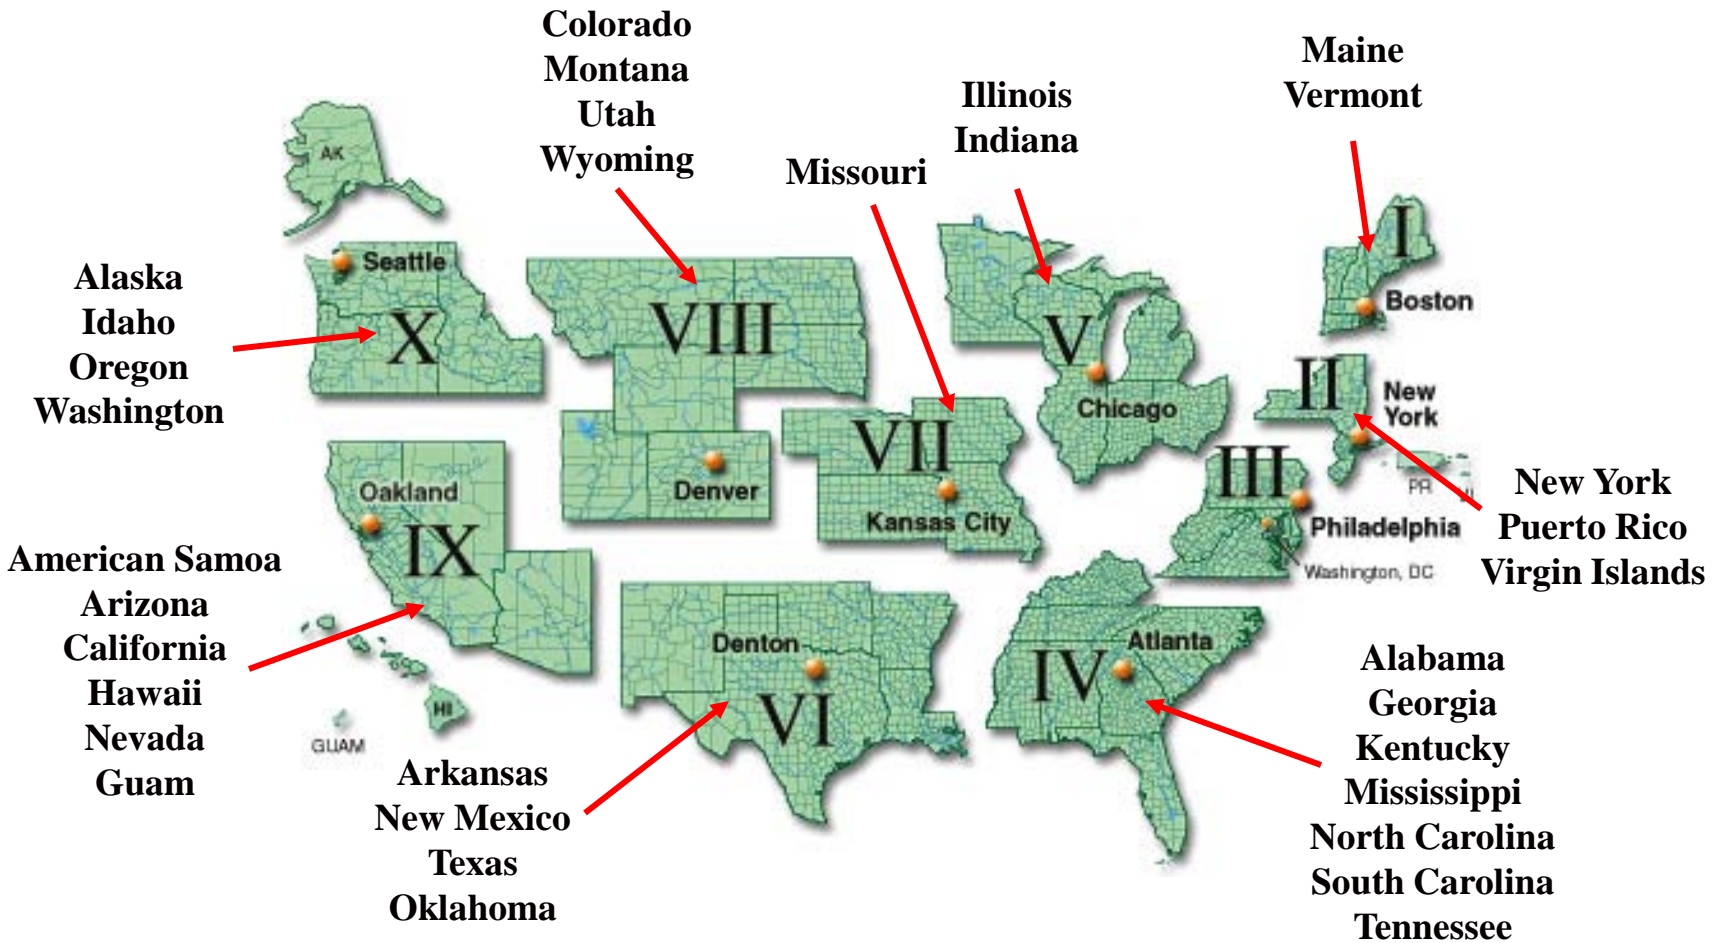 Colorado
Montana
Utah
Wyoming
Illinois
Indiana
Maine
Vermont
Missouri
AK
Alaska
Idaho
Oregon
Washington
Seattle
X
VIII
V
Chicago
I
Boston
II
New
York
PR
VI
New York
Puerto Rico
Virgin Islands
III
Philadelphia
Washington, DC
VII
Kansas City
Denver
Oakland
IX
American Samoa
Arizona
California
Hawaii
Nevada
Guam
HI
GUAM
Denton
VI
Arkansas
New Mexico
Texas
Oklahoma
Atlanta
IV
Alabama
Georgia
Kentucky
Mississippi
North Carolina
South Carolina
Tennessee